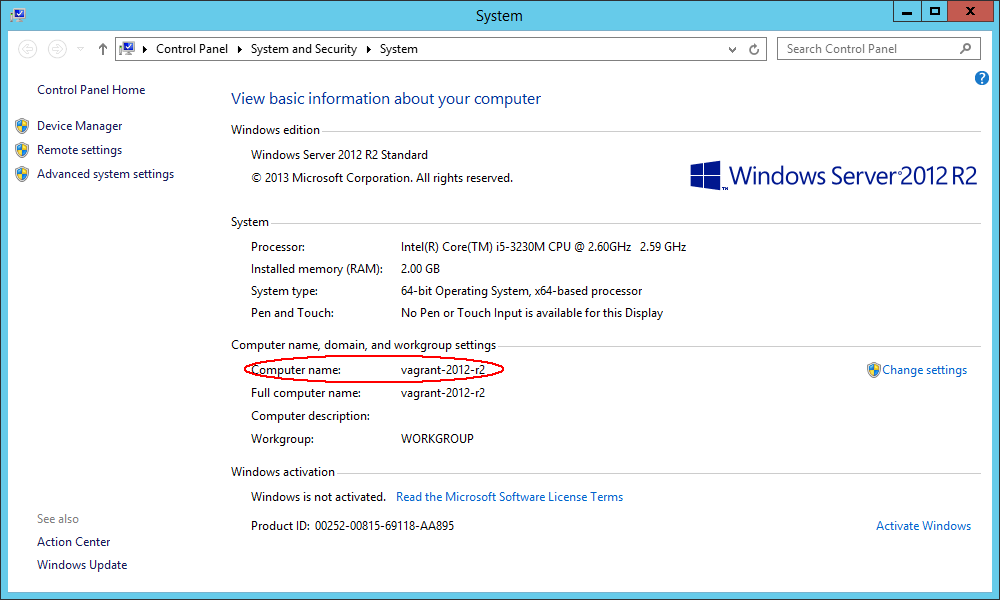 System
Control Panel
System and Security
System
Search Control Panel
Control Panel Home
Device Manager
Remote settings
Advanced system settings
View basic information about your computer
Windows edition
Windows Server 2012 R2 Standard
© 2013 Microsoft Corporation. All rights reserved.
Windows Server® 2012 R2
System
Processor: Intel(R) Core(TM) i5-3230M CPU @ 2.60GHz 2.59 GHz
Installed memory (RAM): 2.00 GB
System type: 64-bit Operating System, x64-based processor
Pen and Touch: No Pen or Touch Input is available for this Display
Computer name, domain, and workgroup settings
Computer name: vagrant-2012-r2 Change settings
Full computer name: vagrant-2012-r2
Computer description:
Workgroup: WORKGROUP
Windows activation
Windows is not activated. Read the Microsoft Software License Terms
Product ID: 00252-00815-69118-AA895 Activate Windows
See also
Action Center
Windows Update